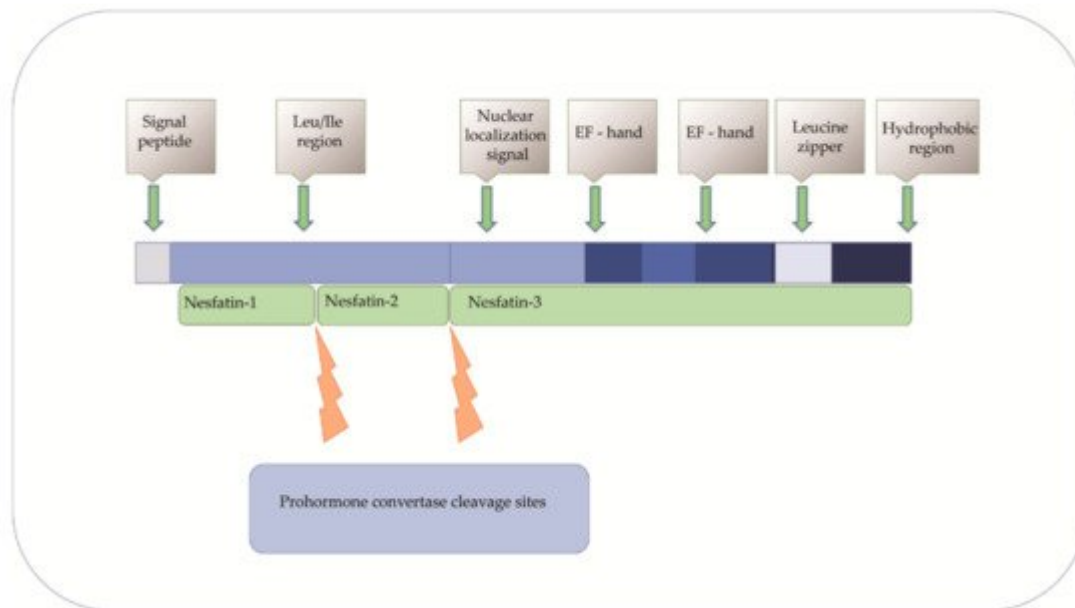 Signal
peptide
Leu/Ile
region
Nuclear
localization
signal
EF - hand
EF - hand
Leucine
zipper
Hydrophobic
region
Nesfatin-1
Nesfatin-2
Nesfatin-3
Prohormone convertase cleavage sites